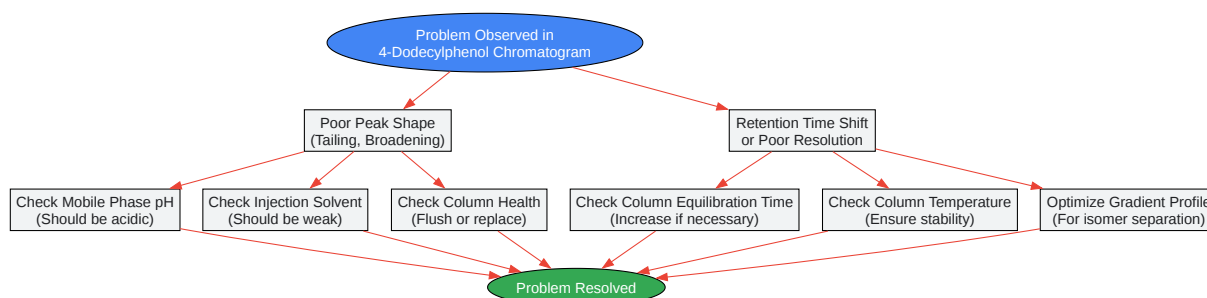 Problem Observed in
4-Dodecylphenol Chromatogram
Poor Peak Shape
(Tailing, Broadening)
Retention Time Shift
or Poor Resolution
Check Mobile Phase pH
(Should be acidic)
Check Injection Solvent
(Should be weak)
Check Column Health
(Flush or replace)
Check Column Equilibration Time
(Increase if necessary)
Check Column Temperature
(Ensure stability)
Optimize Gradient Profile
(For isomer separation)
Problem Resolved